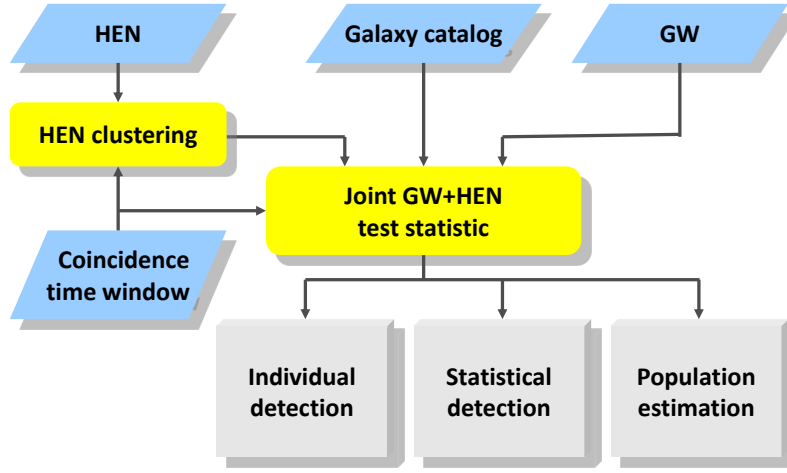 HEN
Galaxy catalog
GW
HEN clustering
Joint GW+HEN
test statistic
Coincidence
time window
Individual
detection
Statistical
detection
Population
estimation